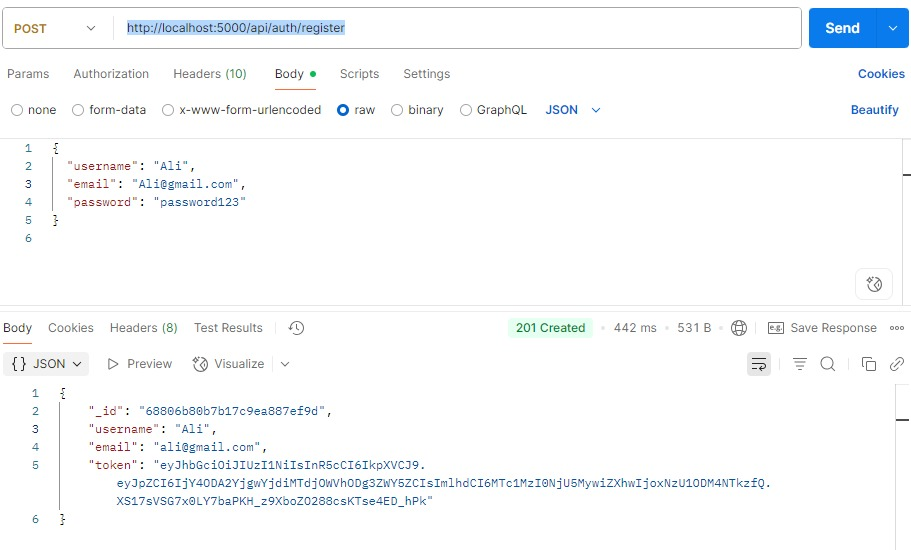 POST http://localhost:5000/api/auth/register Send
Params Authorization Headers (10) Body Scripts Settings Cookies
none form-data x-www-form-urlencoded raw binary GraphQL JSON Beautify
1 {
2 "username": "Ali",
3 "email": "Ali@gmail.com",
4 "password": "password123"
5 }
6
Body Cookies Headers (8) Test Results 201 Created • 442 ms • 531 B • e.g. Save Response
{} JSON Preview Visualize
1 {
2 "_id": "68806b80b7b17c9ea887ef9d",
3 "username": "Ali",
4 "email": "ali@gmail.com",
5 "token": "eyJhbGciOiJIUzI1NiIsInR5cCI6IkpXVCJ9.
eyJpZCI6IjY4ODA2YjgwYjdiMTdjOWVhODg3ZWY5ZCIsImlhdCI6MTc1MzI0NjU5MywiZXhwIjoxNzU1ODM4NTkzfQ.
XS17sVSG7x0LY7baPKH_z9XboZO288csKTse4ED_hPk"
6 }